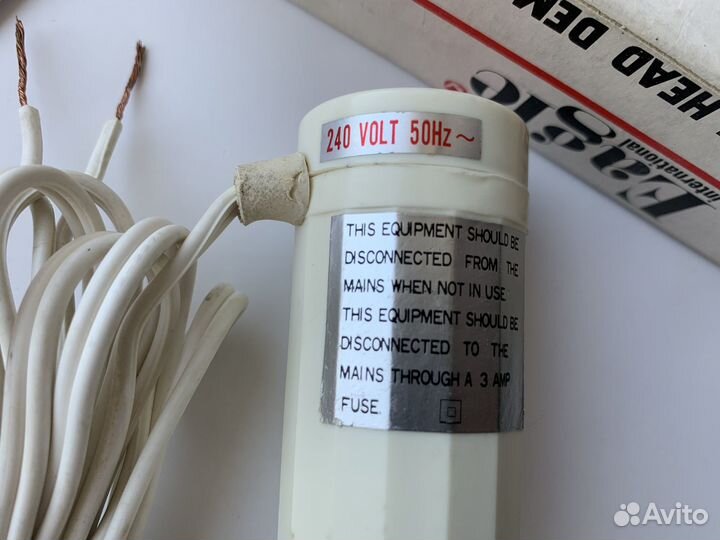 HEAD DEM
Eagle
international
240 VOLT 50Hz ~
THIS EQUIPMENT SHOULD BE
DISCONNECTED FROM THE
MAINS WHEN NOT IN USE
THIS EQUIPMENT SHOULD BE
DISCONNECTED TO THE
MAINS THROUGH A 3 AMP
FUSE
Avito